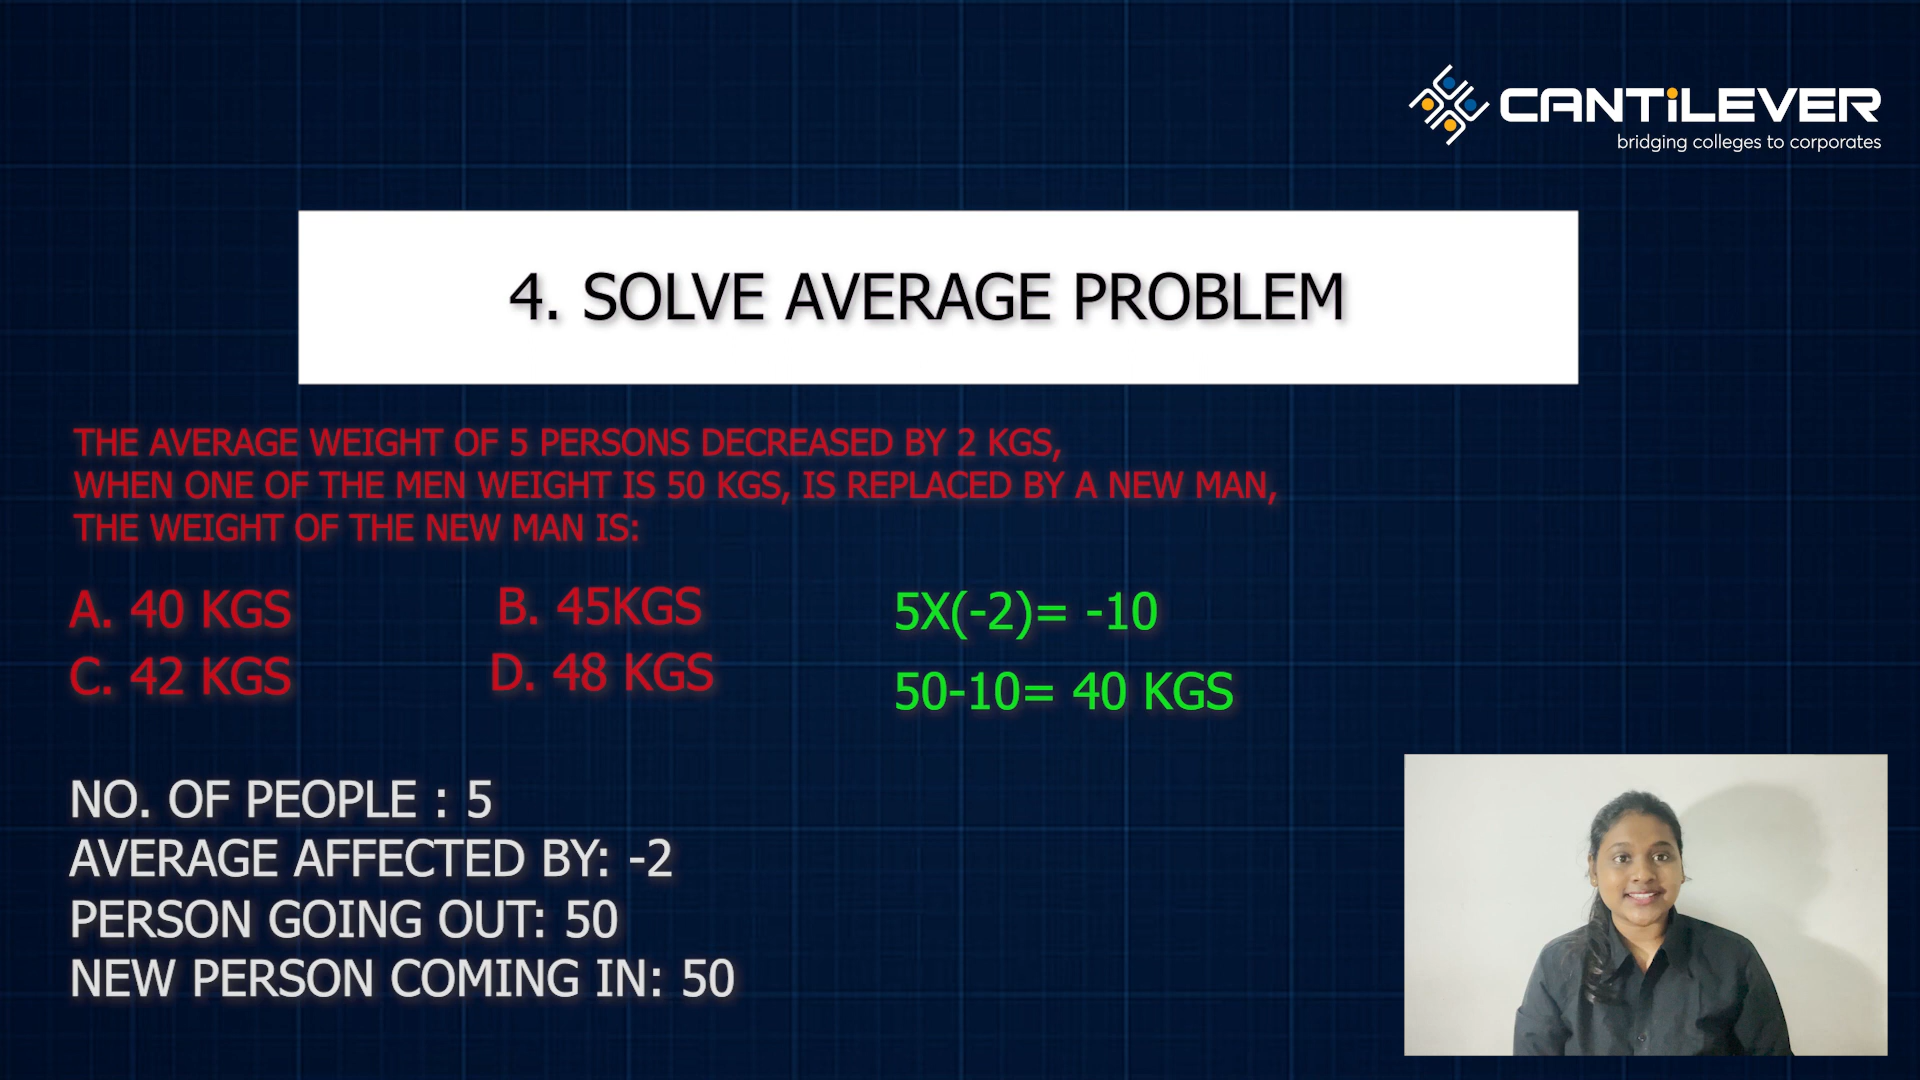 CANTiLEVER
bridging colleges to corporates
4. SOLVE AVERAGE PROBLEM
THE AVERAGE WEIGHT OF 5 PERSONS DECREASED BY 2 KGS,
WHEN ONE OF THE MEN WEIGHT IS 50 KGS, IS REPLACED BY A NEW MAN,
THE WEIGHT OF THE NEW MAN IS:
A. 40 KGS
B. 45KGS
C. 42 KGS
D. 48 KGS
5X(-2)= -10
50-10= 40 KGS
NO. OF PEOPLE : 5
AVERAGE AFFECTED BY: -2
PERSON GOING OUT: 50
NEW PERSON COMING IN: 50